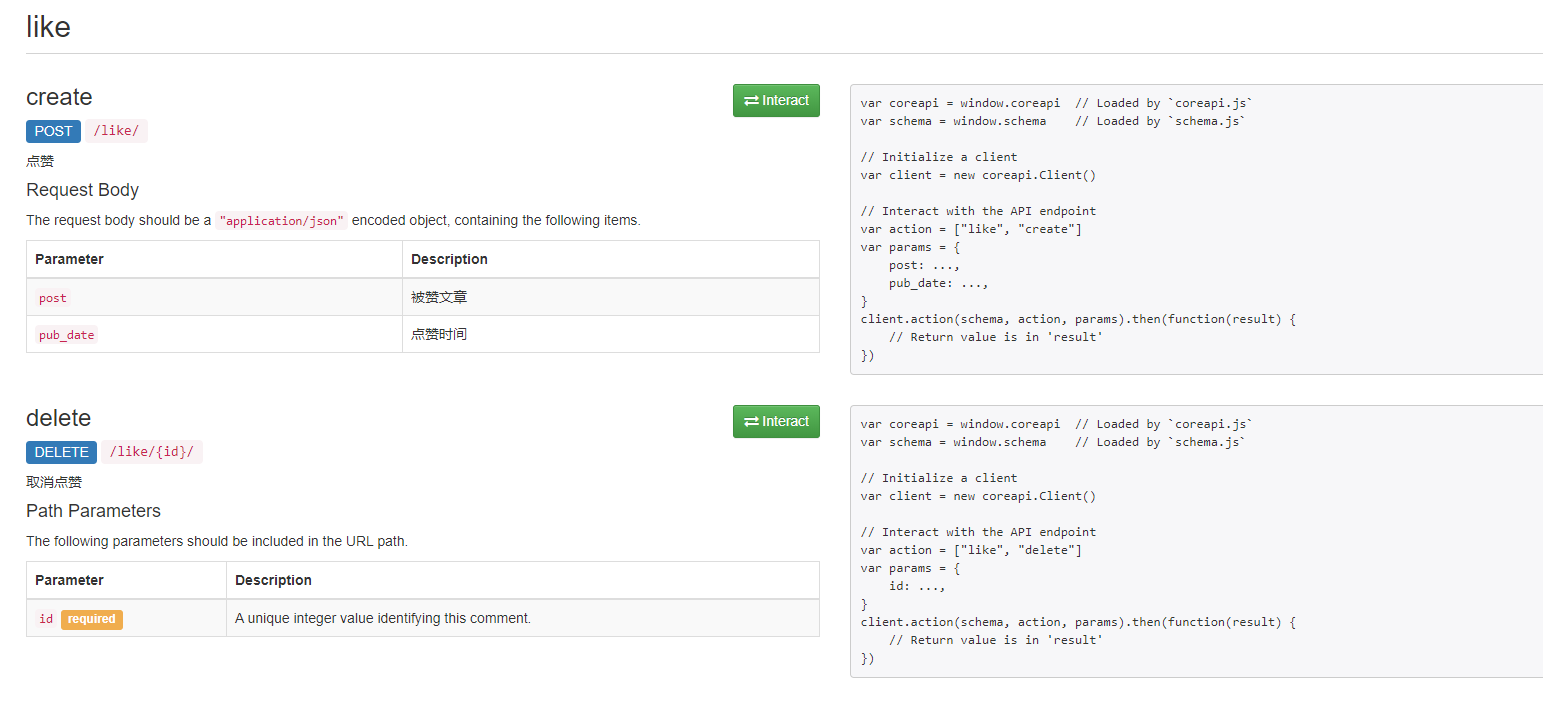 like
create
Interact
POST /like/
点赞
Request Body
The request body should be a "application/json" encoded object, containing the following items.
Parameter Description
post 被赞文章
pub_date 点赞时间
var coreapi = window.coreapi  // Loaded by `coreapi.js`
var schema = window.schema    // Loaded by `schema.js`
// Initialize a client
var client = new coreapi.Client()
// Interact with the API endpoint
var action = ["like", "create"]
var params = {
    post: ...,
    pub_date: ...,
}
client.action(schema, action, params).then(function(result) {
    // Return value is in 'result'
})
delete
Interact
DELETE /like/{id}/
取消点赞
Path Parameters
The following parameters should be included in the URL path.
Parameter Description
id required A unique integer value identifying this comment.
var coreapi = window.coreapi  // Loaded by `coreapi.js`
var schema = window.schema    // Loaded by `schema.js`
// Initialize a client
var client = new coreapi.Client()
// Interact with the API endpoint
var action = ["like", "delete"]
var params = {
    id: ...,
}
client.action(schema, action, params).then(function(result) {
    // Return value is in 'result'
})